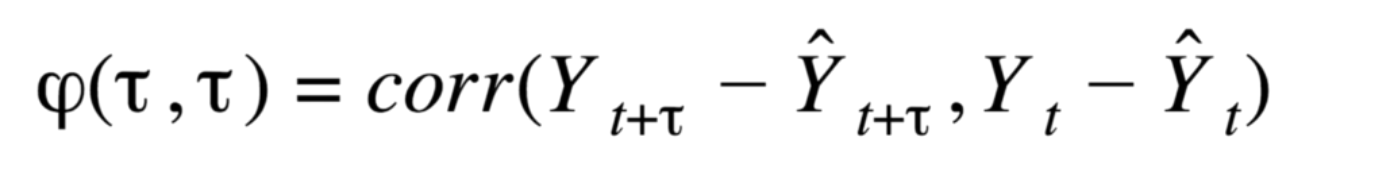 φ(τ,τ) = corr(Y_{t+τ} − Ŷ_{t+τ}, Y_t − Ŷ_t)